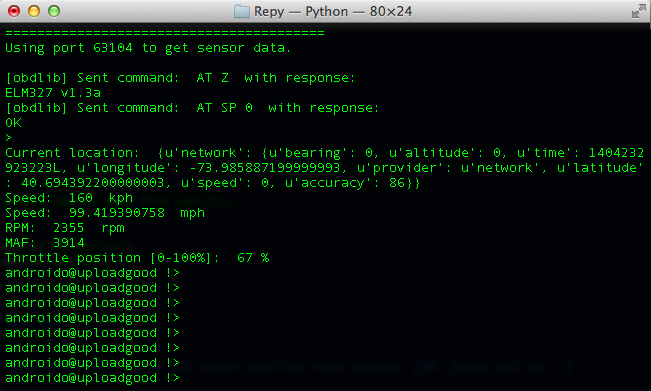 Repy — Python — 80×24
========================================
Using port 63104 to get sensor data.
[obdlib] Sent command:  AT Z  with response:
ELM327 v1.3a
[obdlib] Sent command:  AT SP 0  with response:
OK
>
Current location:  {u'network': {u'bearing': 0, u'altitude': 0, u'time': 1404232
923223L, u'longitude': -73.985887199999993, u'provider': u'network', u'latitude'
: 40.694392200000003, u'speed': 0, u'accuracy': 86}}
Speed:  160  kph
Speed:  99.419390758  mph
RPM:  2355  rpm
MAF:  3914
Throttle position [0-100%]:  67 %
androido@uploadgood !>
androido@uploadgood !>
androido@uploadgood !>
androido@uploadgood !>
androido@uploadgood !>
androido@uploadgood !>
androido@uploadgood !>
androido@uploadgood !>